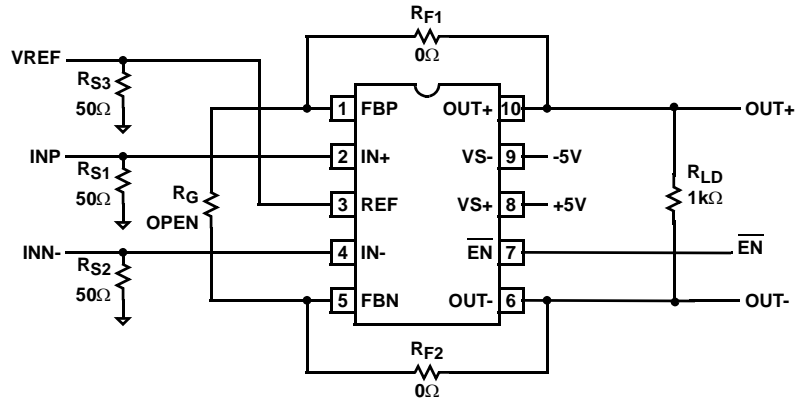 RF1
0Ω
VREF
RS3
50Ω
1 FBP OUT+ 10 OUT+
INP 2 IN+ VS- 9 -5V
RS1
50Ω
RG
OPEN
3 REF VS+ 8 +5V
RLD
1kΩ
INN- 4 IN- EN 7 EN
RS2
50Ω
5 FBN OUT- 6 OUT-
RF2
0Ω